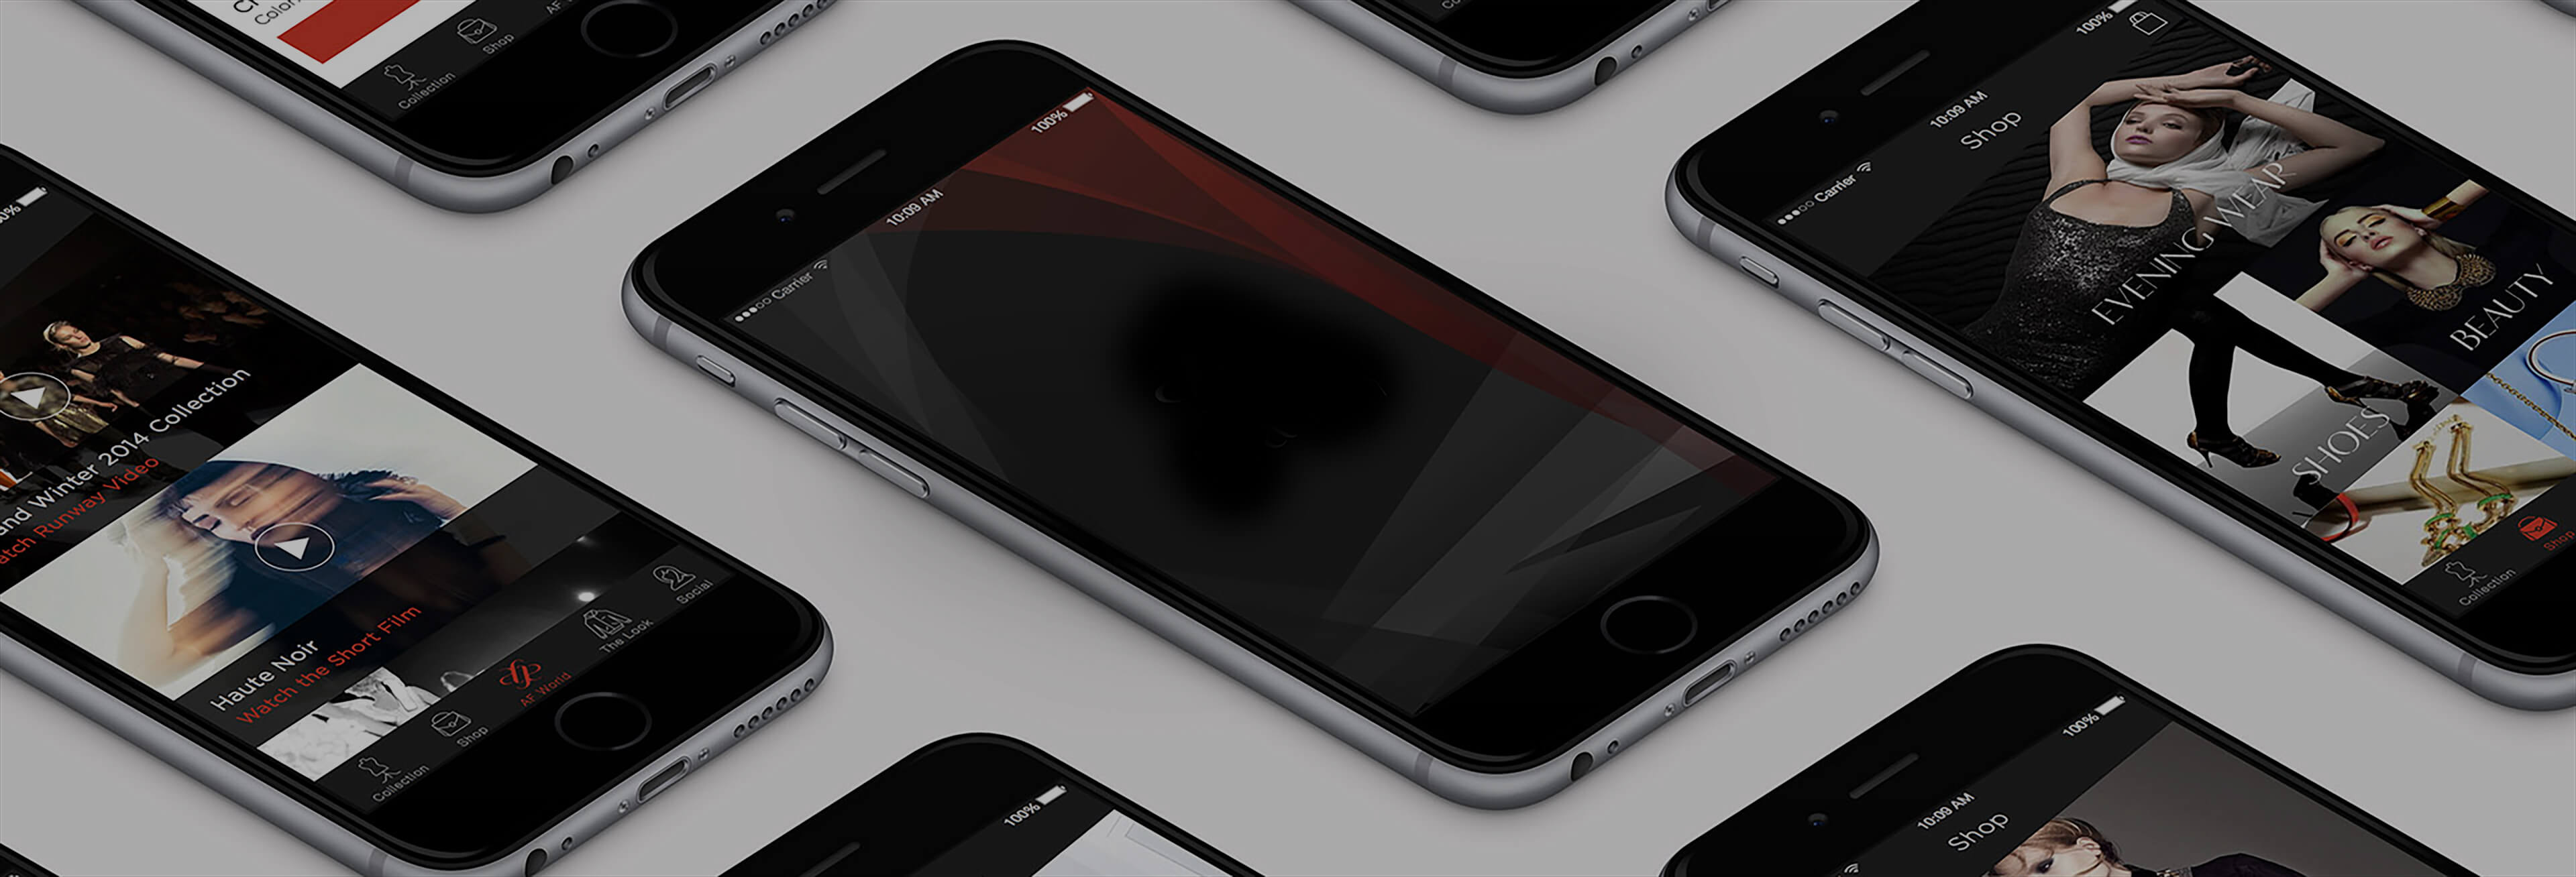 Color
Collection
Shop
AF
100%
10:09 AM
Carrier
100%
10:09 AM
Carrier
Shop
EVENING WEAR
BEAUTY
SHOES
Collection
Shop
and Winter 2014 Collection
Watch Runway Video
Haute Noir
Watch the Short Film
Collection
Shop
AF World
The Look
Social
100%
100%
10:09 AM
Shop